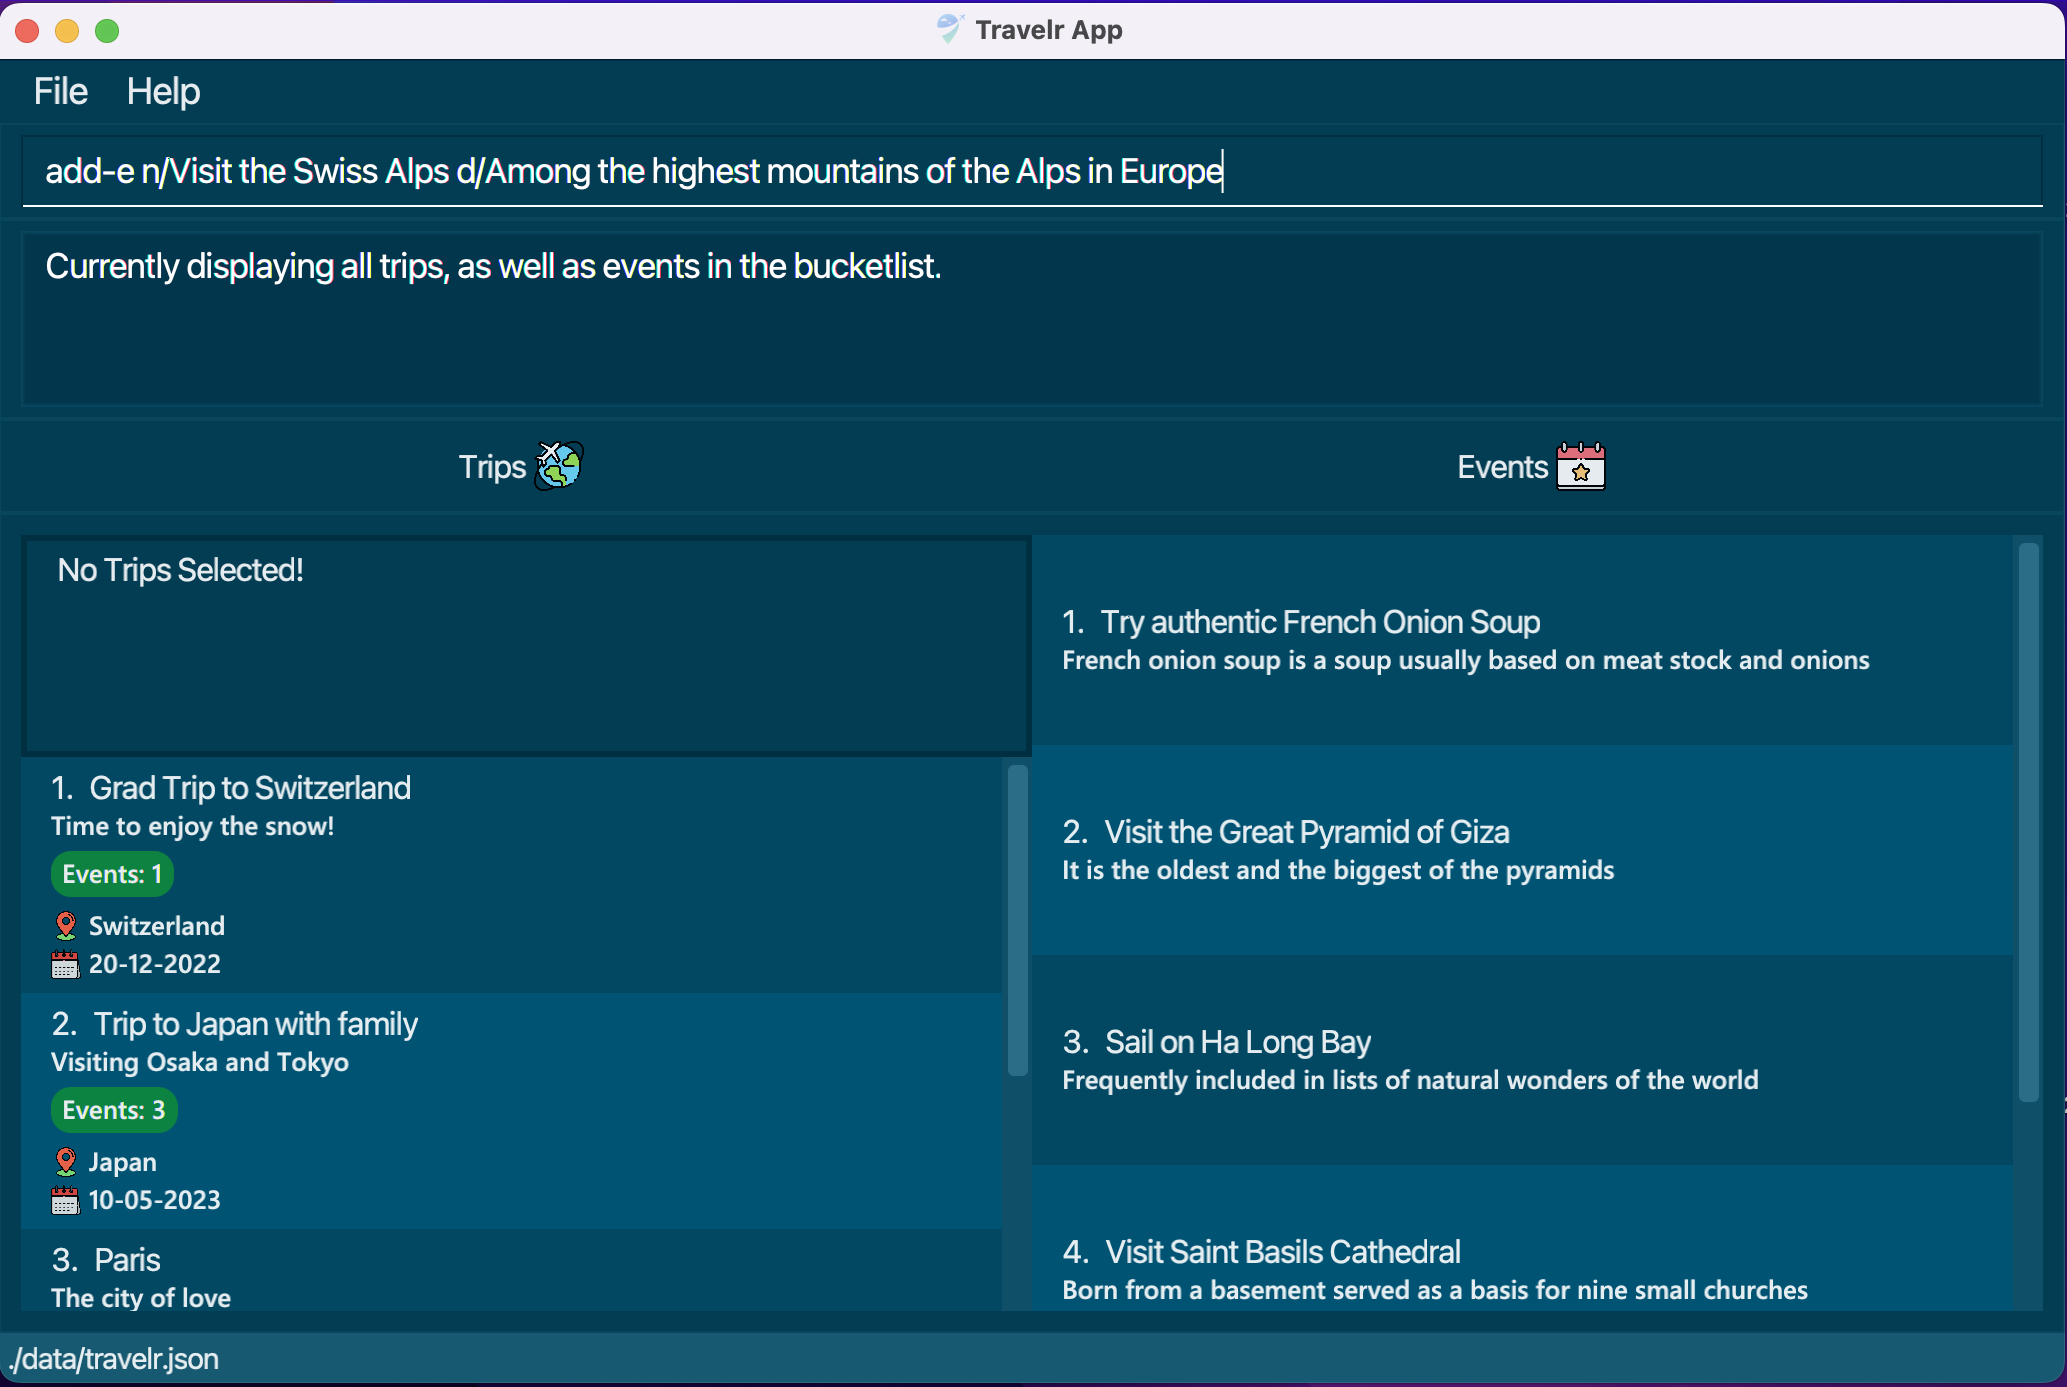 Travelr App
File Help
add-e n/Visit the Swiss Alps d/Among the highest mountains of the Alps in Europe
Currently displaying all trips, as well as events in the bucketlist.
Trips
Events
No Trips Selected!
1. Grad Trip to Switzerland
Time to enjoy the snow!
Events: 1
Switzerland
20-12-2022
2. Trip to Japan with family
Visiting Osaka and Tokyo
Events: 3
Japan
10-05-2023
3. Paris
The city of love
1. Try authentic French Onion Soup
French onion soup is a soup usually based on meat stock and onions
2. Visit the Great Pyramid of Giza
It is the oldest and the biggest of the pyramids
3. Sail on Ha Long Bay
Frequently included in lists of natural wonders of the world
4. Visit Saint Basils Cathedral
Born from a basement served as a basis for nine small churches
./data/travelr.json